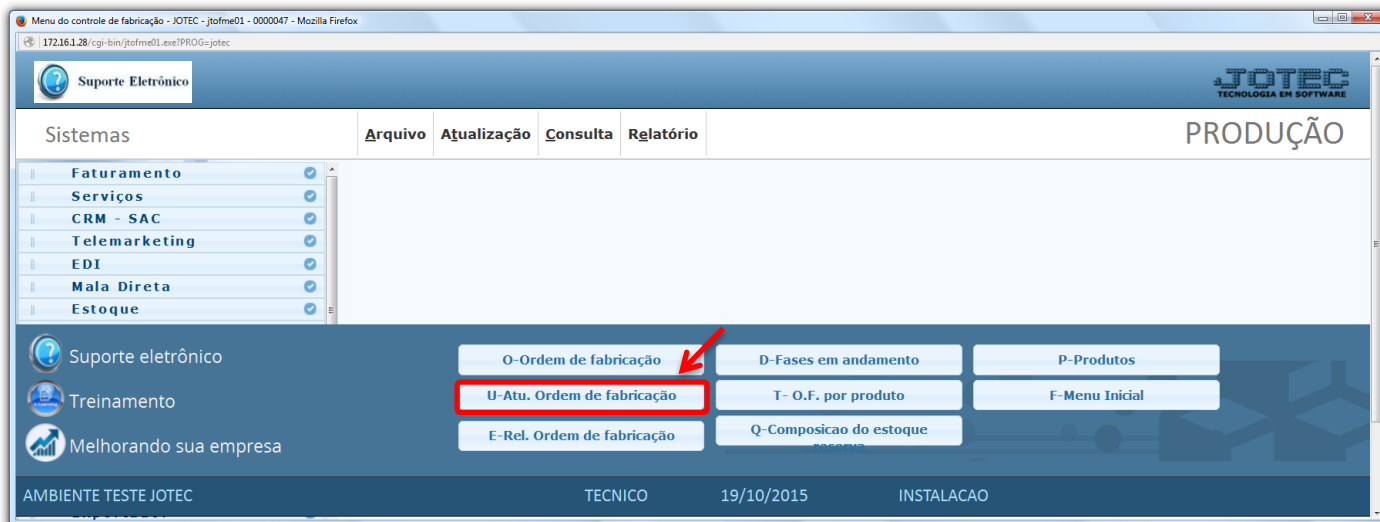 Menu do controle de fabricação - JOTEC - jtofme01 - 0000047 - Mozilla Firefox
172.16.1.28/cgi-bin/jtofme01.exe?PROG=jotec
Suporte Eletrônico
JOTEC
TECNOLOGIA EM SOFTWARE
Sistemas
Arquivo Atualização Consulta Relatório
PRODUÇÃO
Faturamento
Serviços
CRM - SAC
Telemarketing
EDI
Mala Direta
Estoque
Suporte eletrônico
Treinamento
Melhorando sua empresa
O-Ordem de fabricação
D-Fases em andamento
P-Produtos
U-Atu. Ordem de fabricação
T- O.F. por produto
F-Menu Inicial
E-Rel. Ordem de fabricação
Q-Composicao do estoque
reserva
AMBIENTE TESTE JOTEC
TECNICO
19/10/2015
INSTALACAO